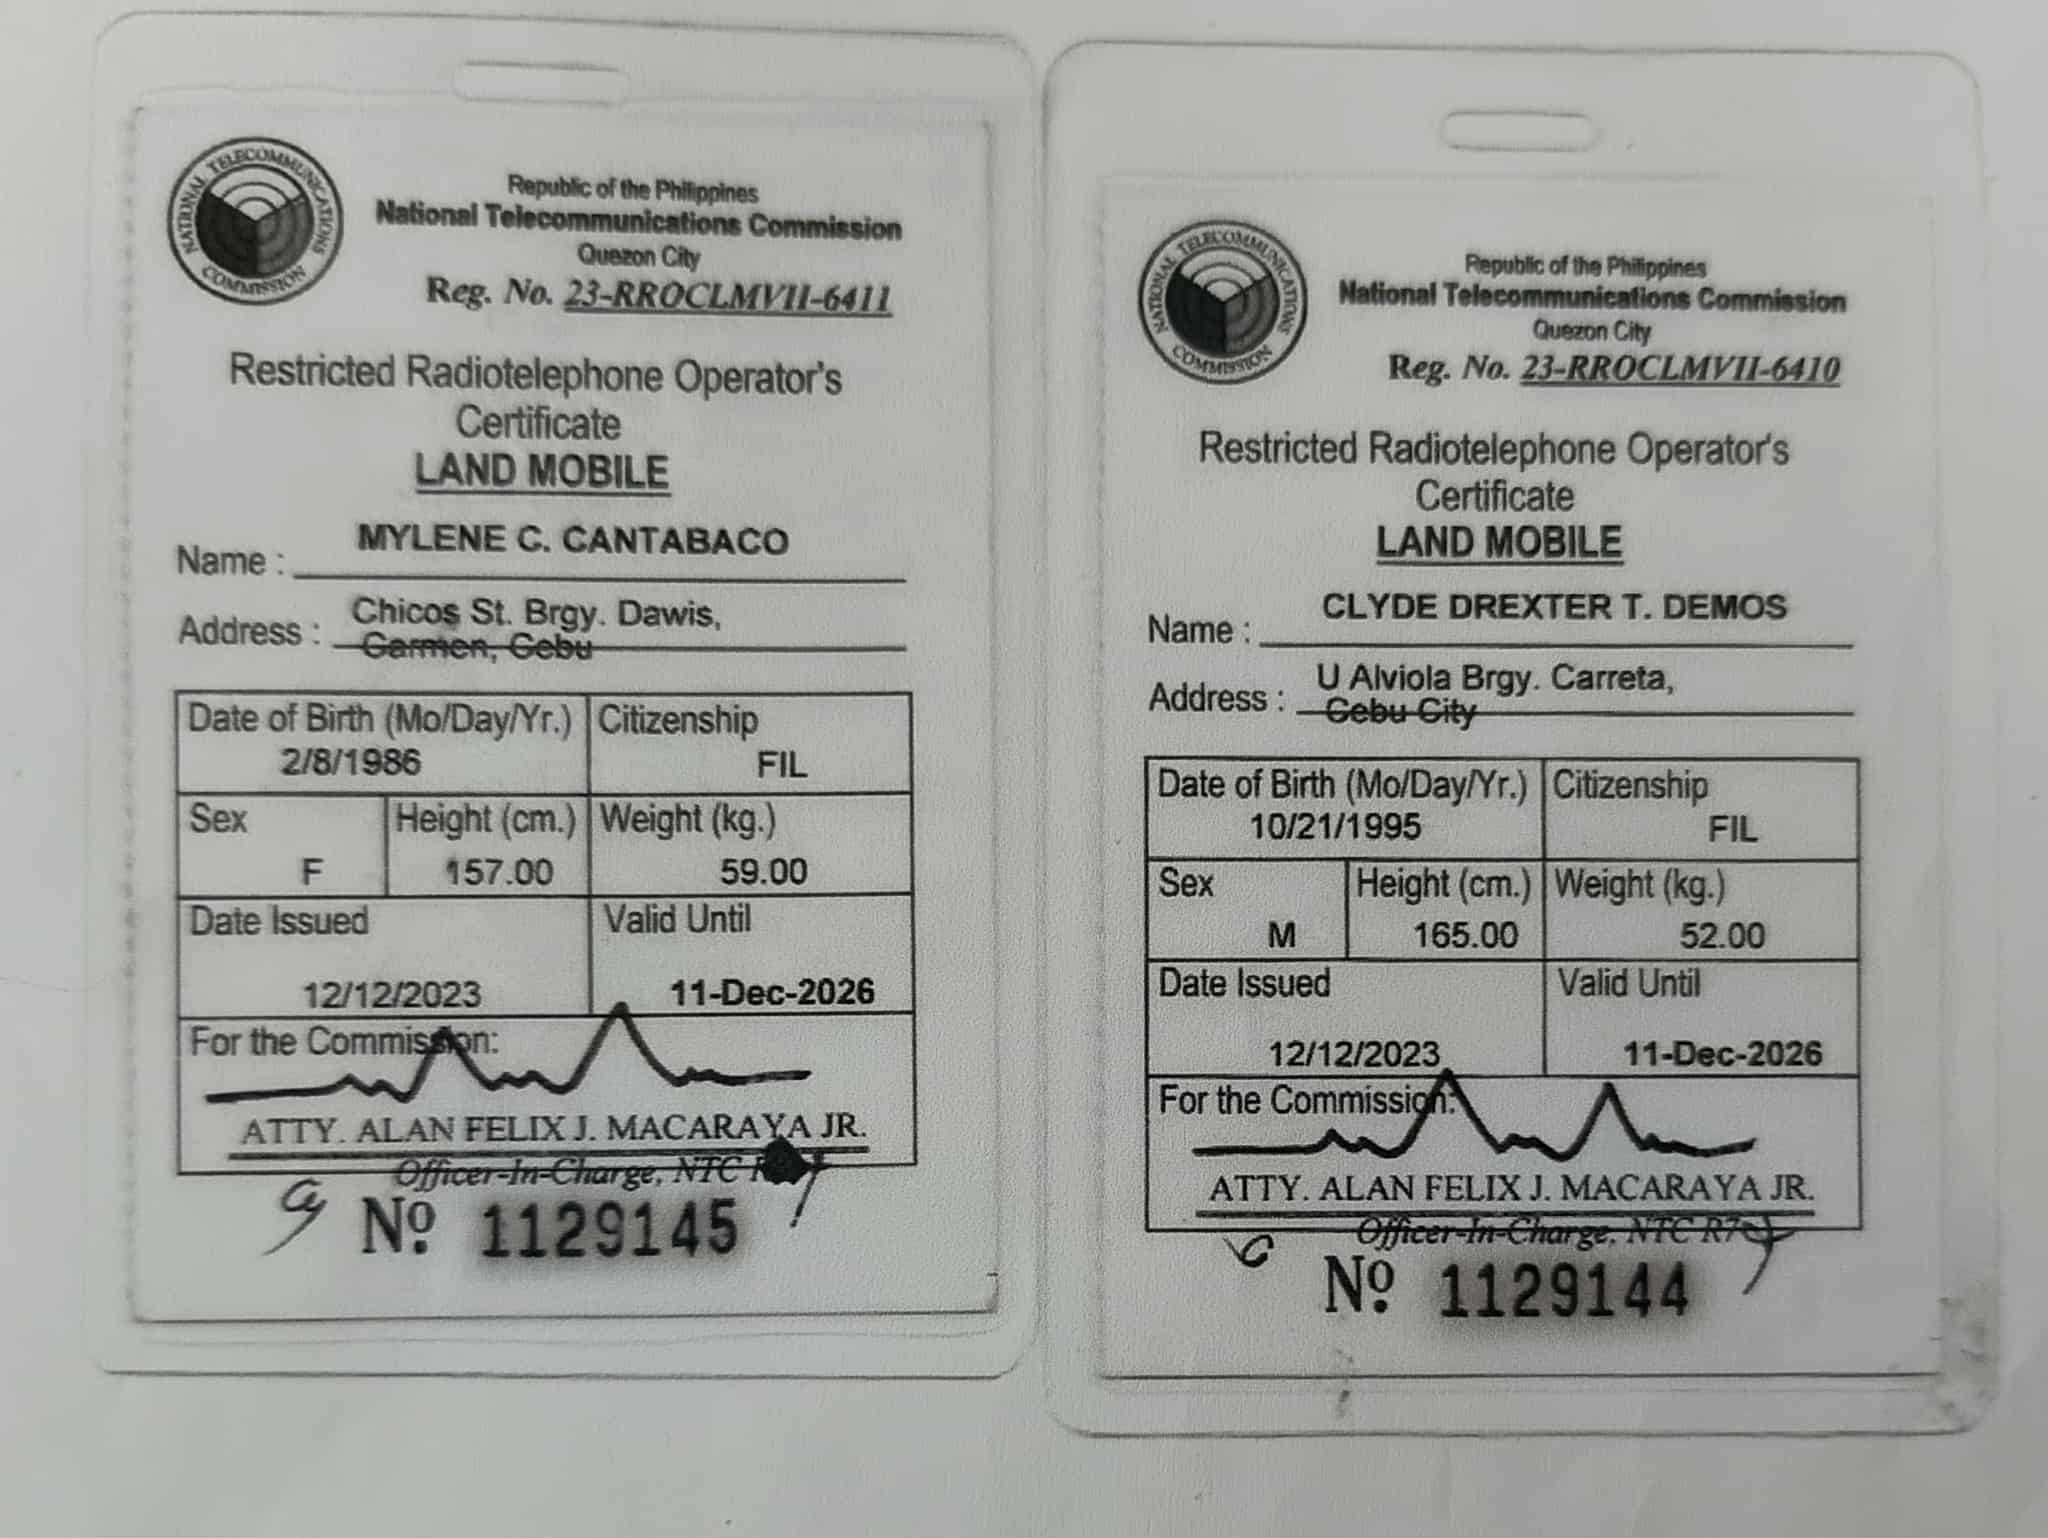 NATIONAL TELECOMMUNICATIONS COMMISSION
Republic of the Philippines
National Telecommunications Commission
Quezon City
Reg. No. 23-RROCLMVII-6411
Restricted Radiotelephone Operator's
Certificate
LAND MOBILE
Name : MYLENE C. CANTABACO
Address : Chicos St. Brgy. Dawis,
Carmen, Cebu
Date of Birth (Mo/Day/Yr.) Citizenship
2/8/1986 FIL
Sex Height (cm.) Weight (kg.)
F 157.00 59.00
Date Issued Valid Until
12/12/2023 11-Dec-2026
For the Commission:
ATTY. ALAN FELIX J. MACARAYA JR.
Officer-In-Charge, NTC
Nº 1129145
NATIONAL TELECOMMUNICATIONS COMMISSION
Republic of the Philippines
National Telecommunications Commission
Quezon City
Reg. No. 23-RROCLMVII-6410
Restricted Radiotelephone Operator's
Certificate
LAND MOBILE
Name : CLYDE DREXTER T. DEMOS
Address : U Alviola Brgy. Carreta,
Cebu City
Date of Birth (Mo/Day/Yr.) Citizenship
10/21/1995 FIL
Sex Height (cm.) Weight (kg.)
M 165.00 52.00
Date Issued Valid Until
12/12/2023 11-Dec-2026
For the Commission:
ATTY. ALAN FELIX J. MACARAYA JR.
Officer-In-Charge, NTC R7
Nº 1129144